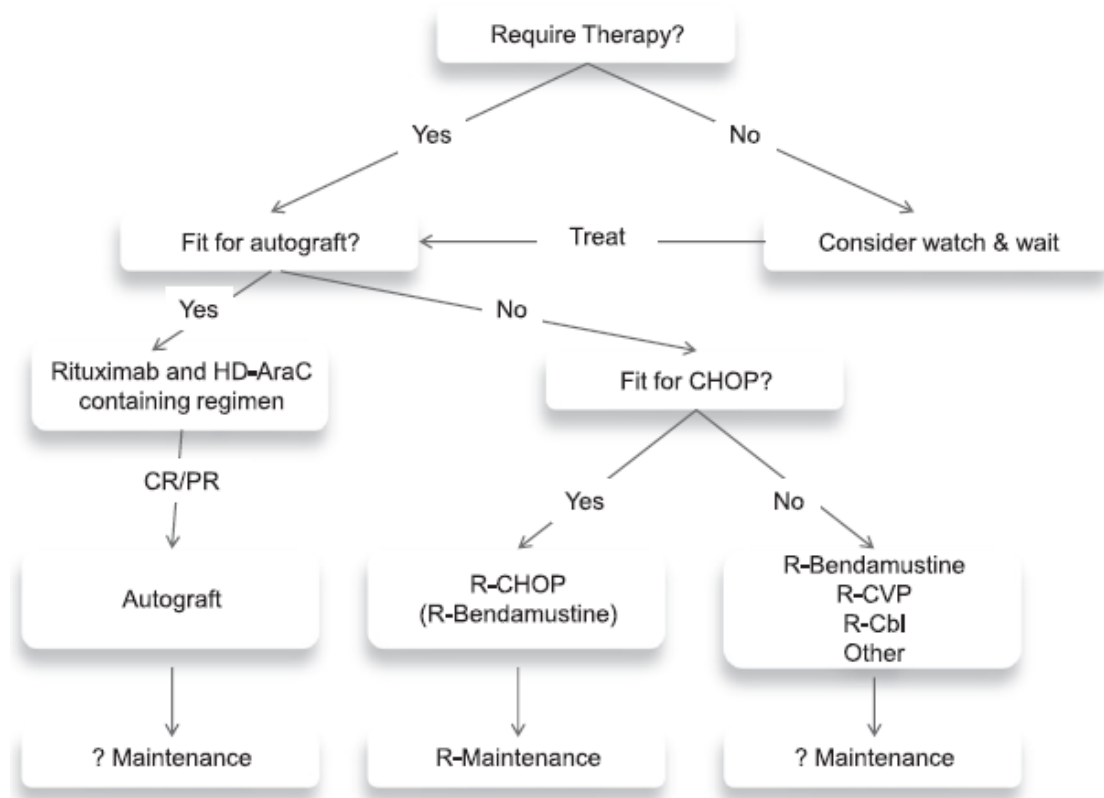 Require Therapy?
Yes
No
Fit for autograft?
Treat
Consider watch & wait
Yes
No
Rituximab and HD-AraC
containing regimen
Fit for CHOP?
CR/PR
Yes
No
Autograft
R-CHOP
(R-Bendamustine)
R-Bendamustine
R-CVP
R-Cbl
Other
? Maintenance
R-Maintenance
? Maintenance